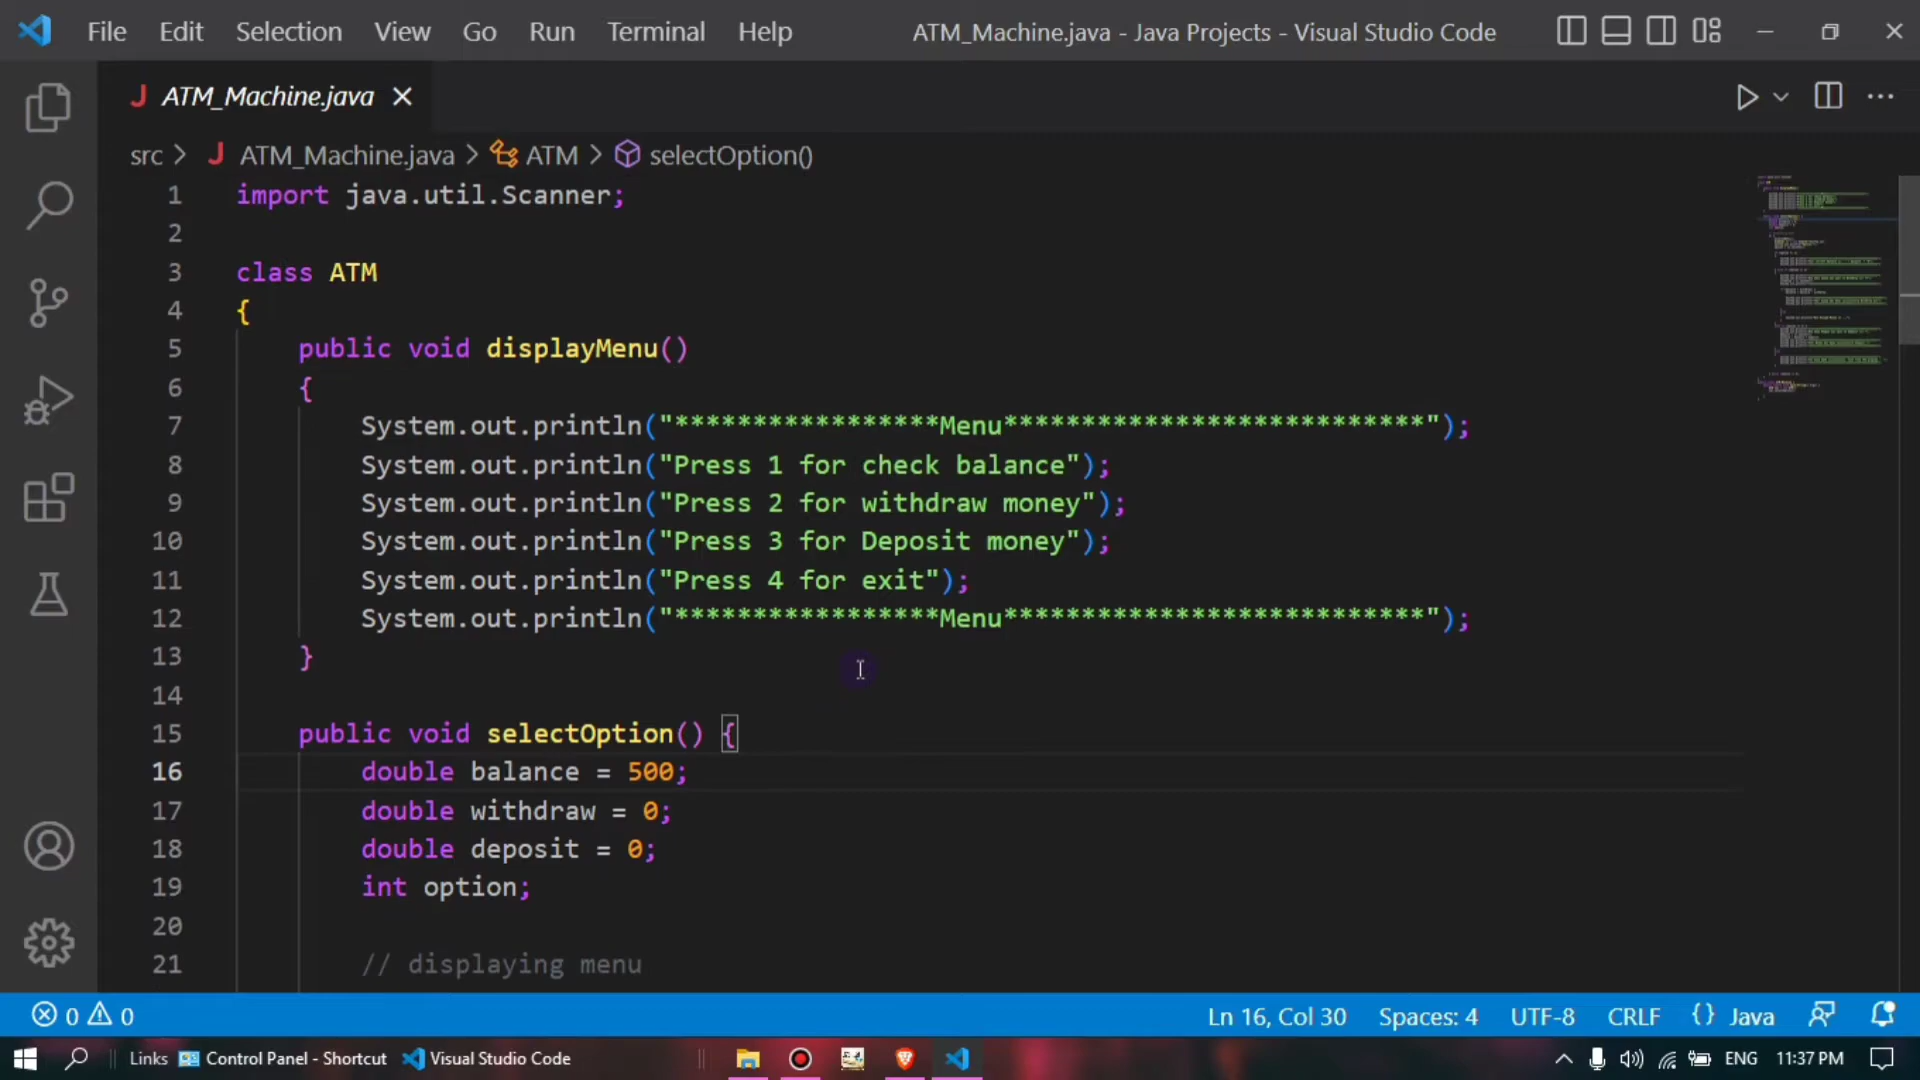 File Edit Selection View Go Run Terminal Help ATM_Machine.java - Java Projects - Visual Studio Code
J ATM_Machine.java
src > J ATM_Machine.java > ATM > selectOption()
1 import java.util.Scanner;
2
3 class ATM
4 {
5 public void displayMenu()
6 {
7 System.out.println("*****************Menu***************************");
8 System.out.println("Press 1 for check balance");
9 System.out.println("Press 2 for withdraw money");
10 System.out.println("Press 3 for Deposit money");
11 System.out.println("Press 4 for exit");
12 System.out.println("*****************Menu***************************");
13 }
14
15 public void selectOption() {
16 double balance = 500;
17 double withdraw = 0;
18 double deposit = 0;
19 int option;
20
21 // displaying menu
0 0 Ln 16, Col 30 Spaces: 4 UTF-8 CRLF {} Java
Links Control Panel - Shortcut Visual Studio Code ENG 11:37 PM